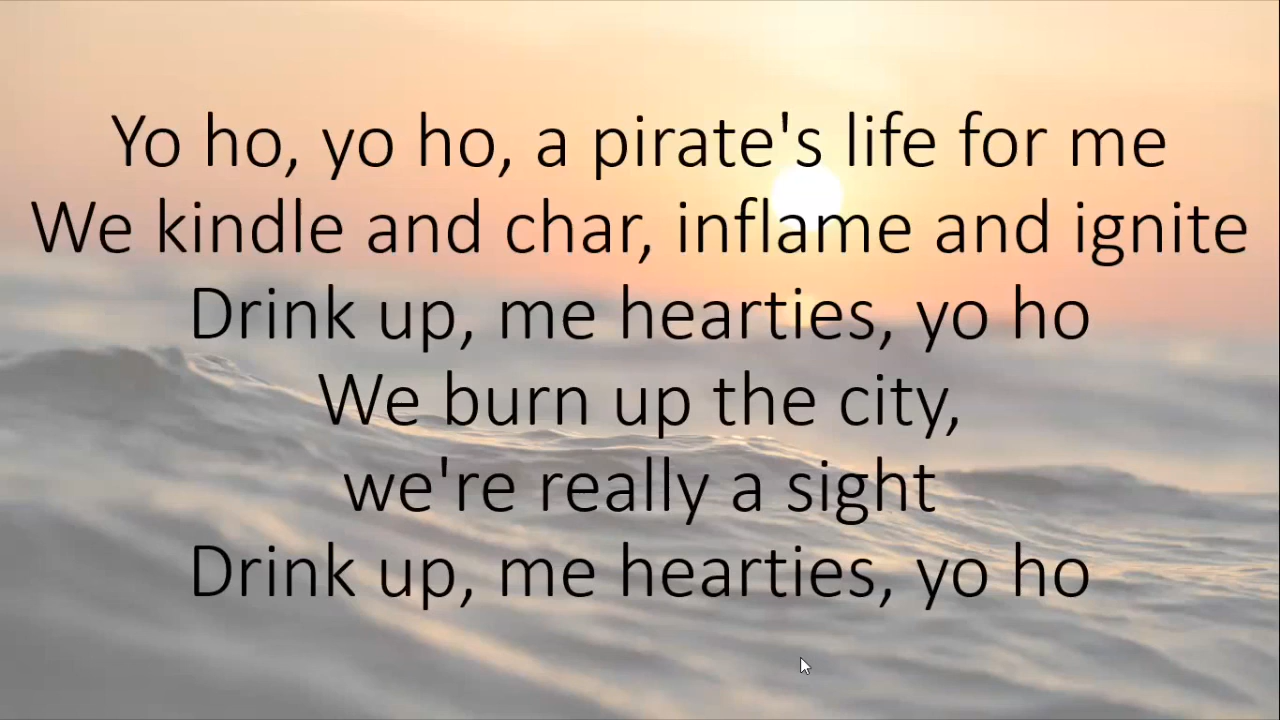 Yo ho, yo ho, a pirate's life for me
We kindle and char, inflame and ignite
Drink up, me hearties, yo ho
We burn up the city,
we're really a sight
Drink up, me hearties, yo ho